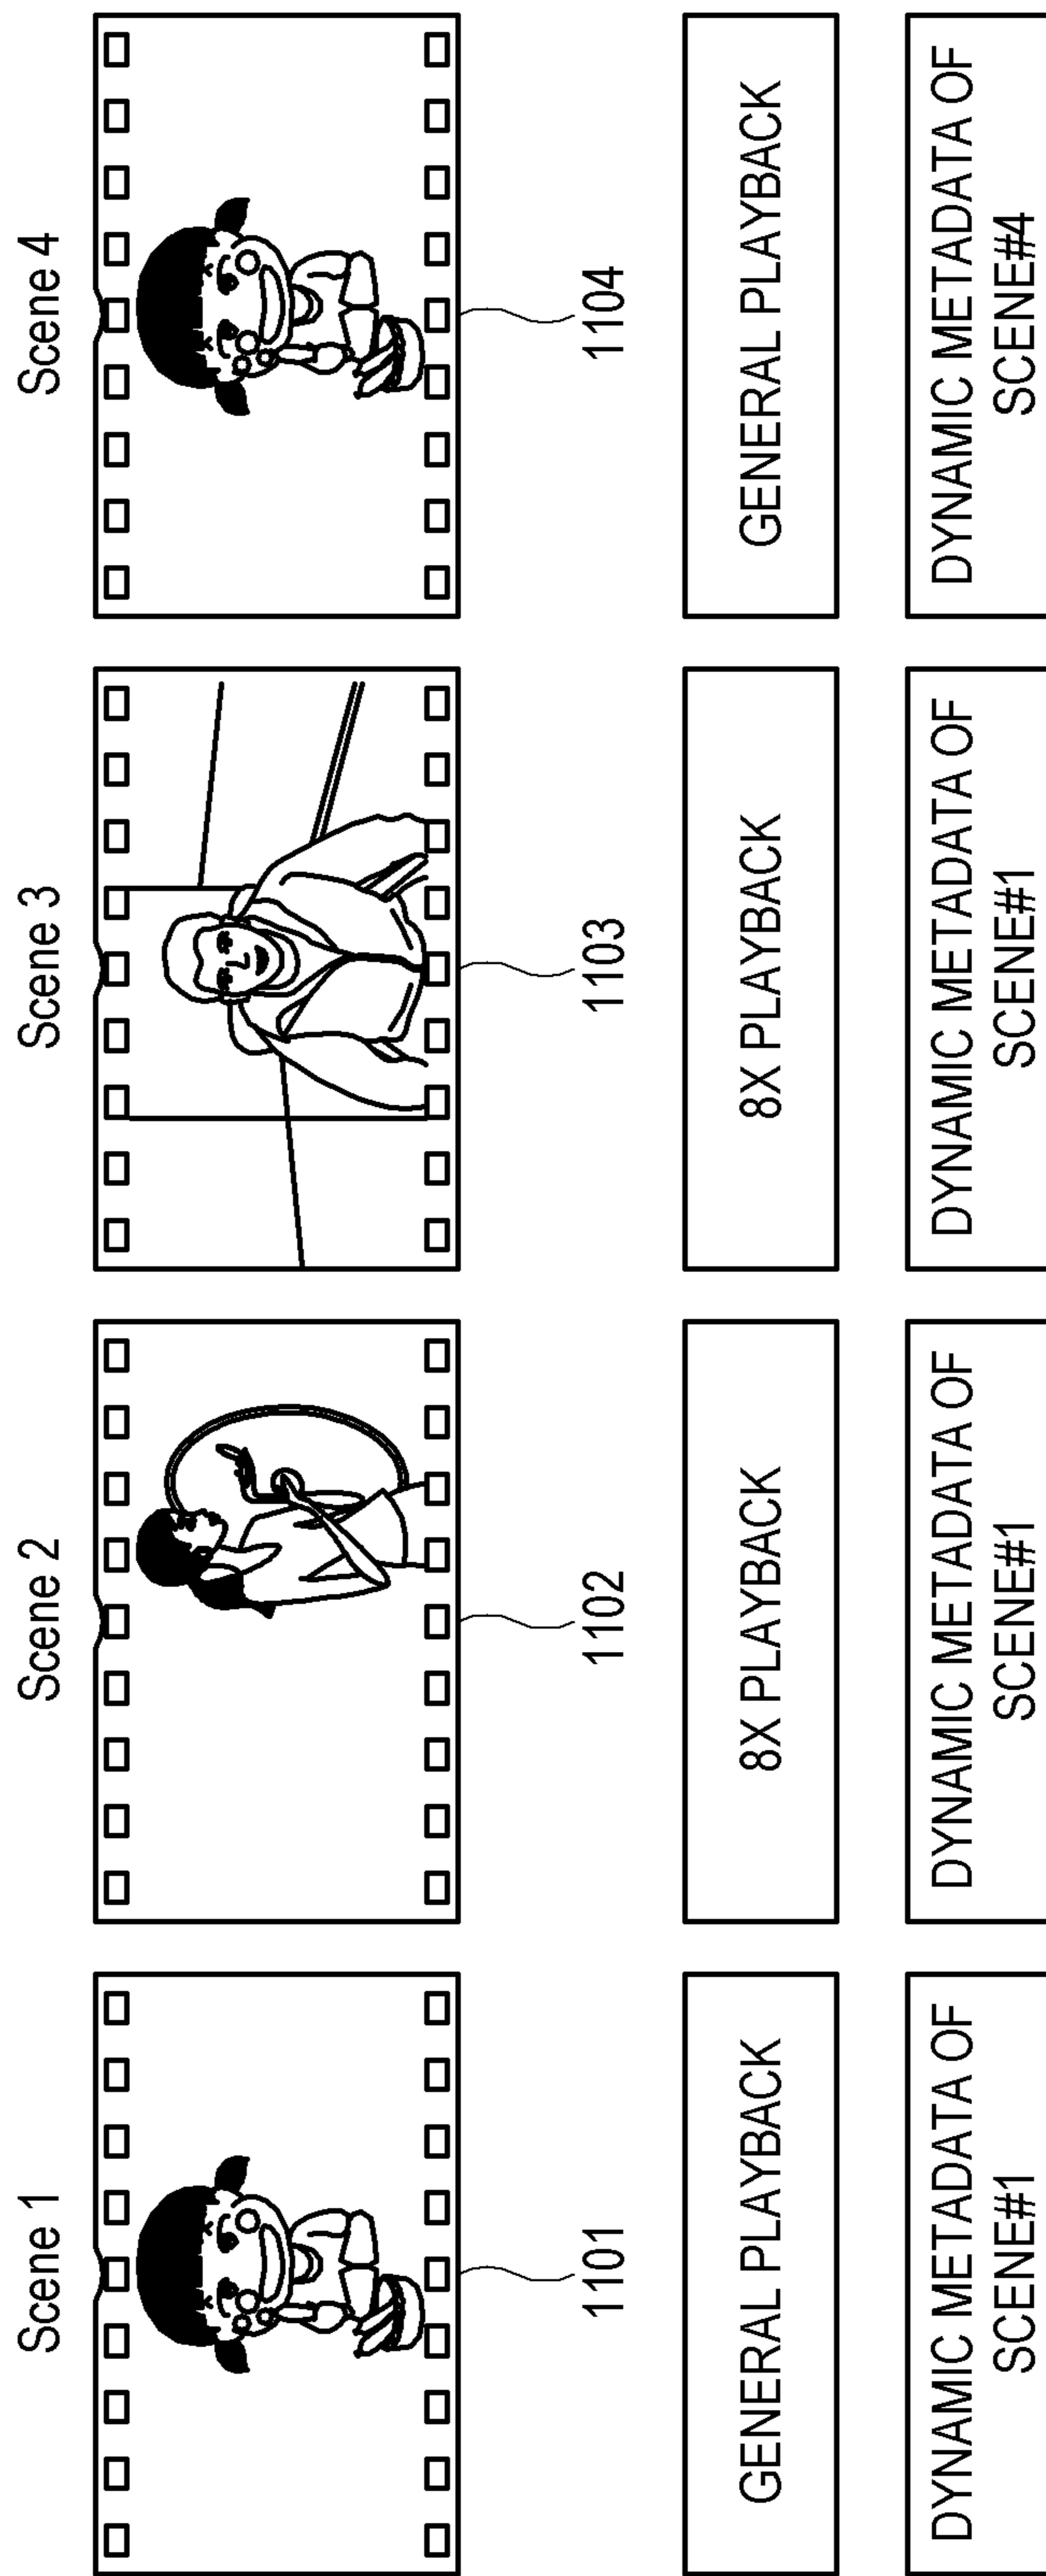 Scene 1
Scene 2
Scene 3
Scene 4
1101
1102
1103
1104
GENERAL PLAYBACK
8X PLAYBACK
8X PLAYBACK
GENERAL PLAYBACK
DYNAMIC METADATA OF
SCENE#1
DYNAMIC METADATA OF
SCENE#1
DYNAMIC METADATA OF
SCENE#1
DYNAMIC METADATA OF
SCENE#4